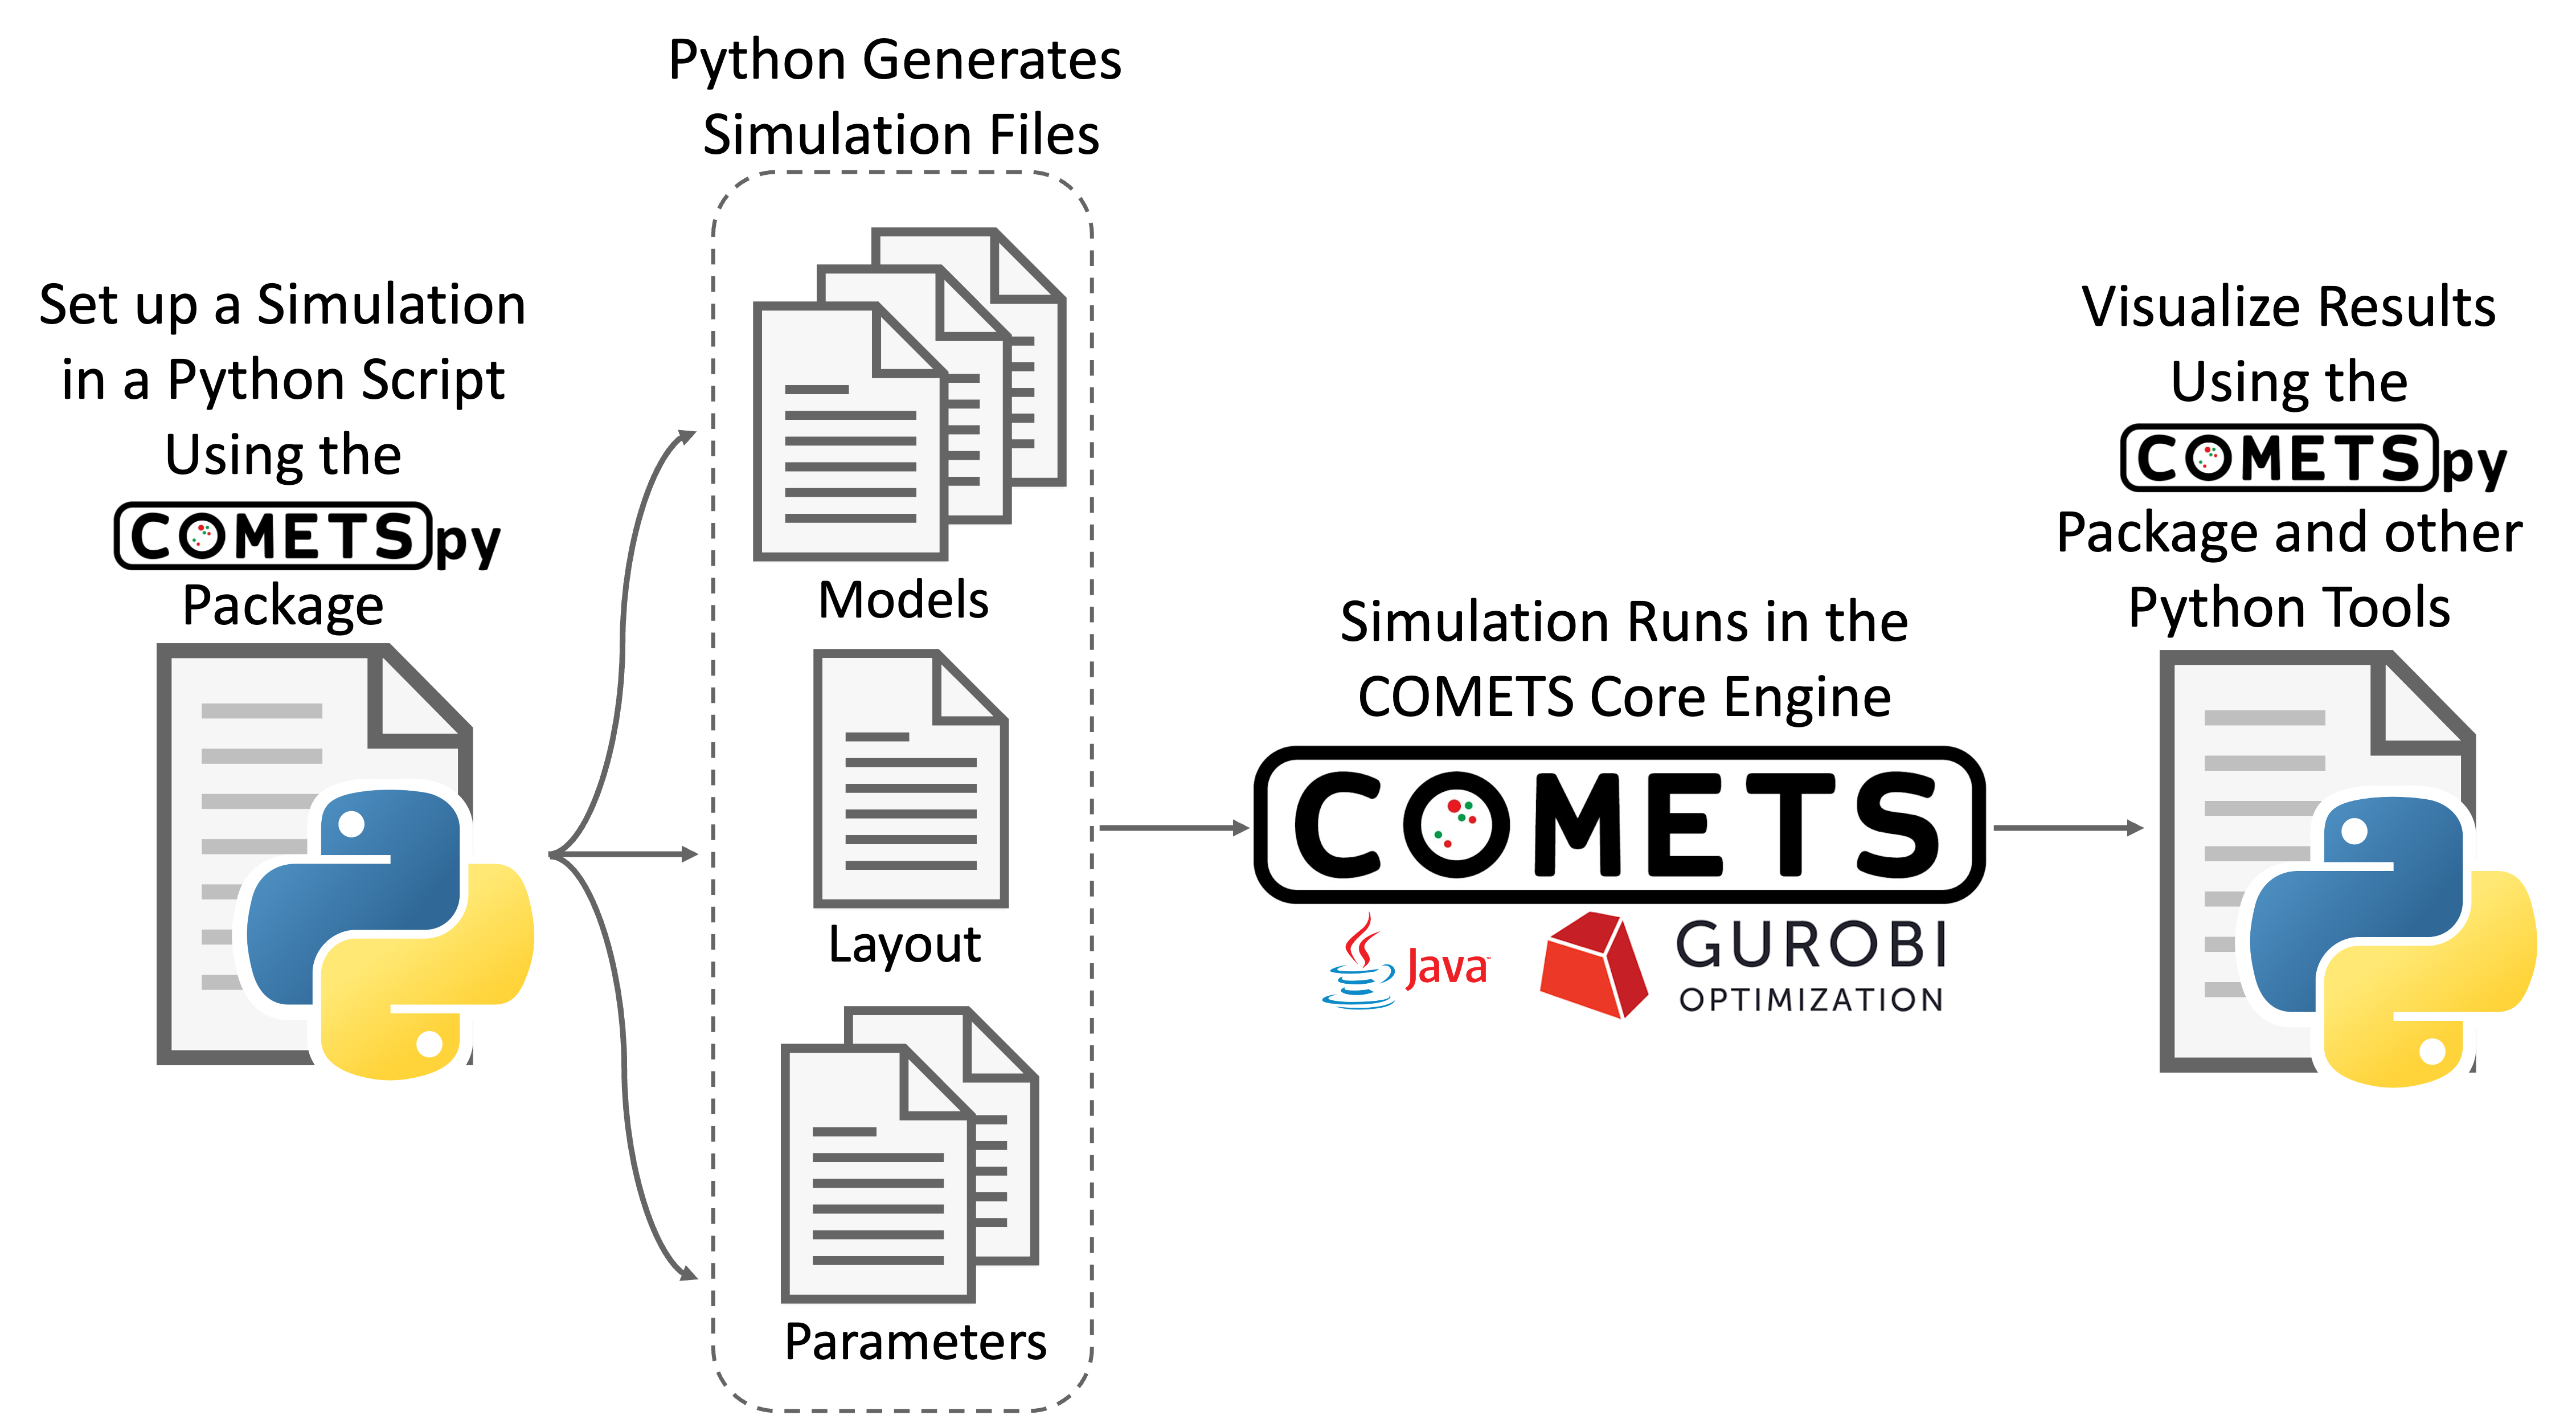 Set up a Simulation
in a Python Script
Using the
COMETSpy
Package
Python Generates
Simulation Files
Models
Layout
Parameters
Simulation Runs in the
COMETS Core Engine
COMETS
Java™
GUROBI
OPTIMIZATION
Visualize Results
Using the
COMETSpy
Package and other
Python Tools